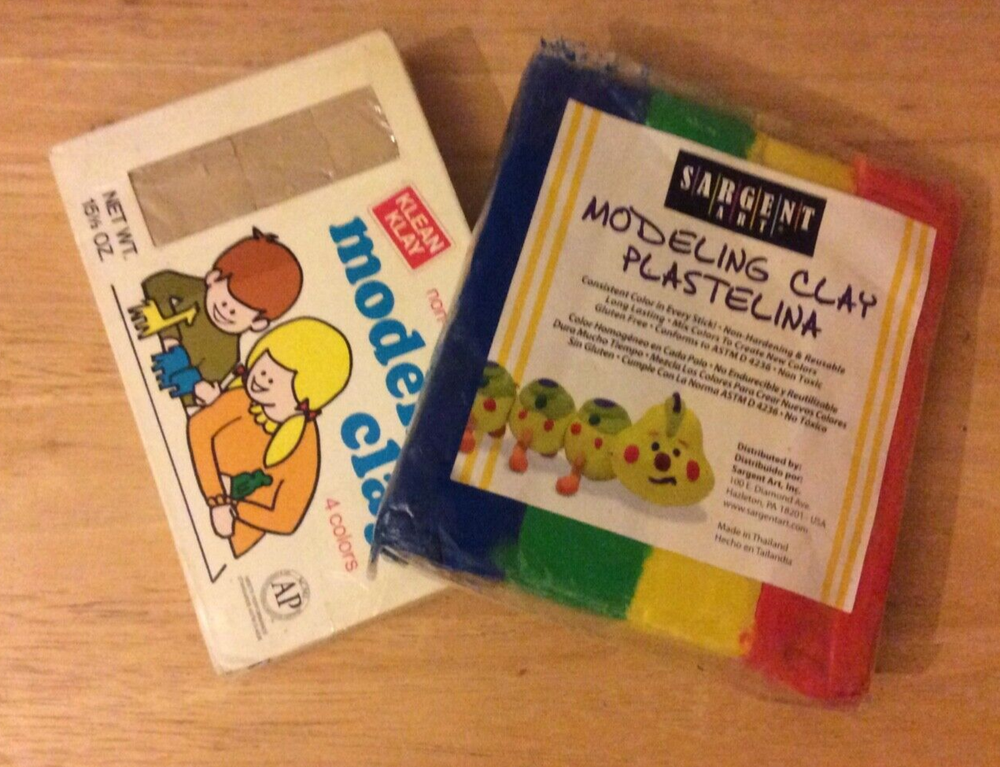 NET WT.
16½ OZ.
KLEAN
KLAY
4 colors
AP
SARGENT
ART
MODELING CLAY
PLASTELINA
Consistent Color in Every Stick! • Non-Hardening & Reusable
Long Lasting • Mix Colors To Create New Colors
Gluten Free • Conforms to ASTM D 4236 • Non Toxic
Color Homogéneo en Cada Palo • No Endurecible y Reutilizable
Dura Mucho Tiempo • Mezcla Los Colores Para Crear Nuevos Colores
Sin Gluten • Cumple Con La Norma ASTM D 4236 • No Tóxico
Distributed by:
Distribuido por:
Sargent Art, Inc.
100 E. Diamond Ave.
Hazleton, PA 18201 - USA
www.sargentart.com
Made in Thailand
Hecho en Tailandia